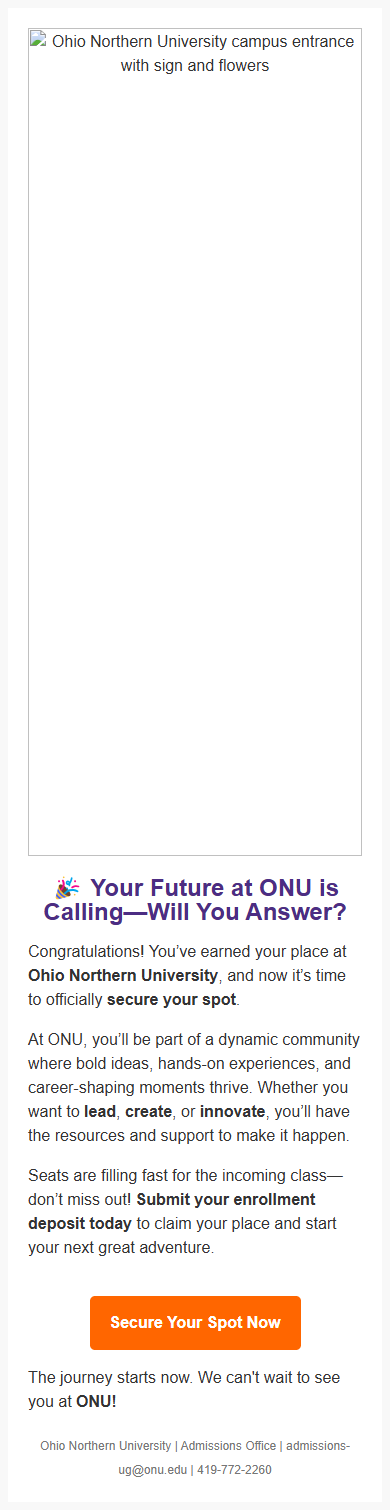 Ohio Northern University campus entrance
with sign and flowers
🎉 Your Future at ONU is
Calling—Will You Answer?
Congratulations! You’ve earned your place at
Ohio Northern University, and now it’s time
to officially secure your spot.
At ONU, you’ll be part of a dynamic community
where bold ideas, hands-on experiences, and
career-shaping moments thrive. Whether you
want to lead, create, or innovate, you’ll have
the resources and support to make it happen.
Seats are filling fast for the incoming class—
don’t miss out! Submit your enrollment
deposit today to claim your place and start
your next great adventure.
Secure Your Spot Now
The journey starts now. We can't wait to see
you at ONU!
Ohio Northern University | Admissions Office | admissions-
ug@onu.edu | 419-772-2260